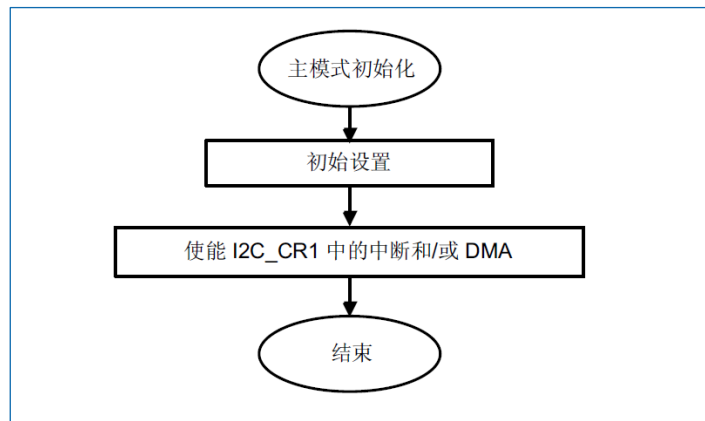 主模式初始化
初始设置
使能 I2C_CR1 中的中断和/或 DMA
结束